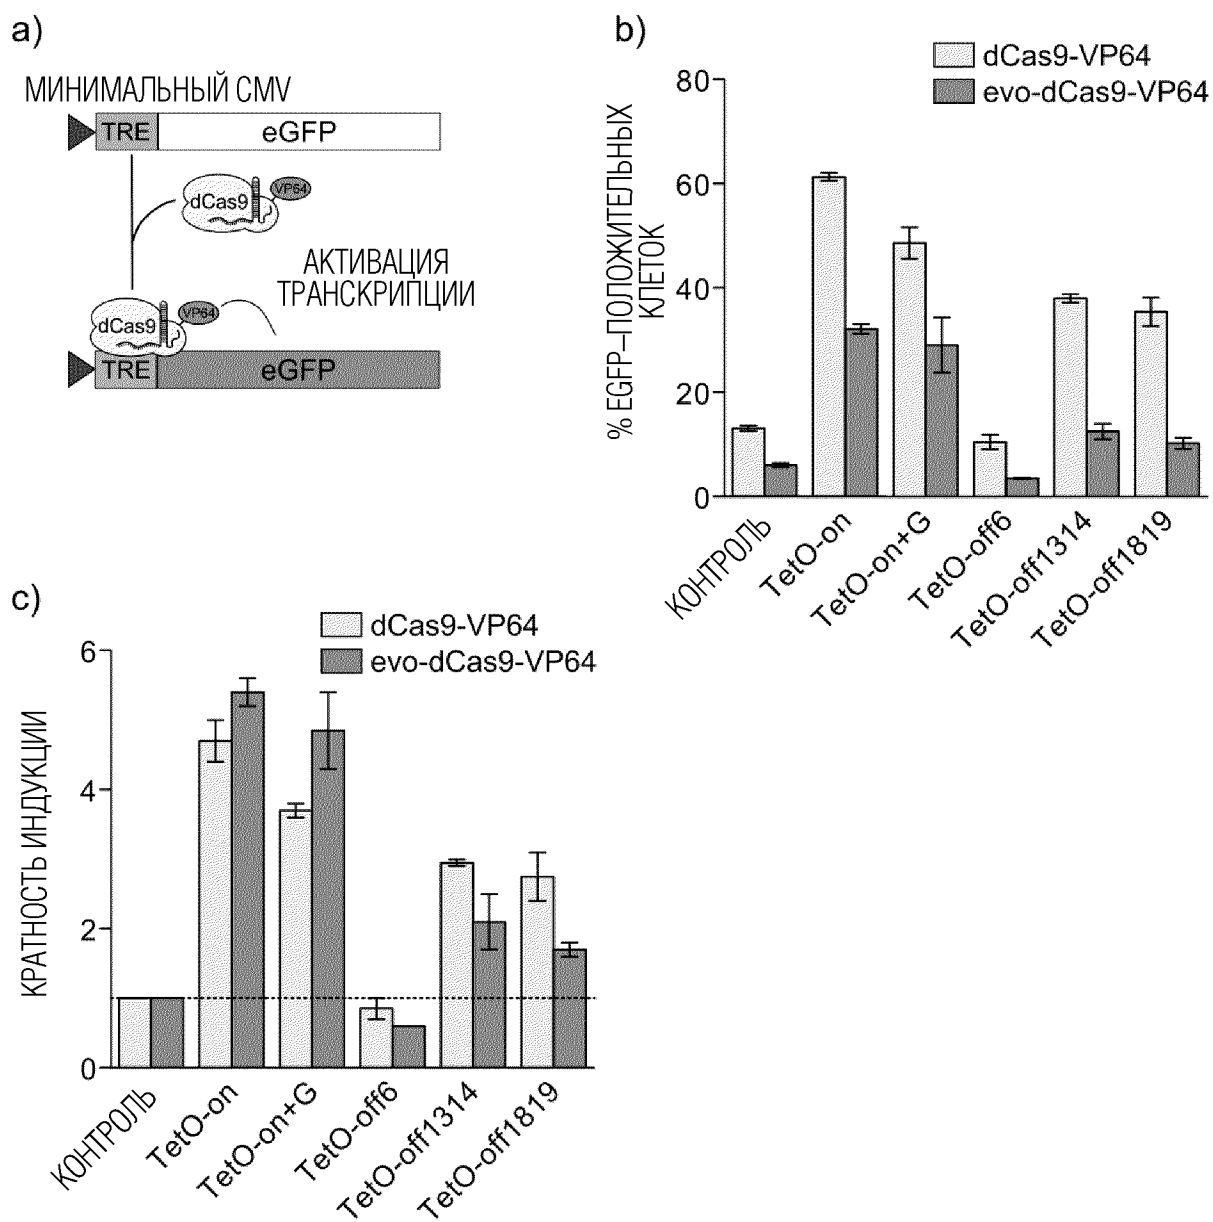 a)
МИНИМАЛЬНЫЙ CMV
TRE
eGFP
dCas9
VP64
АКТИВАЦИЯ
ТРАНСКРИПЦИИ
dCas9
VP64
TRE
eGFP
b)
dCas9-VP64
evo-dCas9-VP64
% EGFP–ПОЛОЖИТЕЛЬНЫХ
КЛЕТОК
80
60
40
20
0
КОНТРОЛЬ
TetO-on
TetO-on+G
TetO-off6
TetO-off1314
TetO-off1819
c)
dCas9-VP64
evo-dCas9-VP64
КРАТНОСТЬ ИНДУКЦИИ
6
4
2
0
КОНТРОЛЬ
TetO-on
TetO-on+G
TetO-off6
TetO-off1314
TetO-off1819